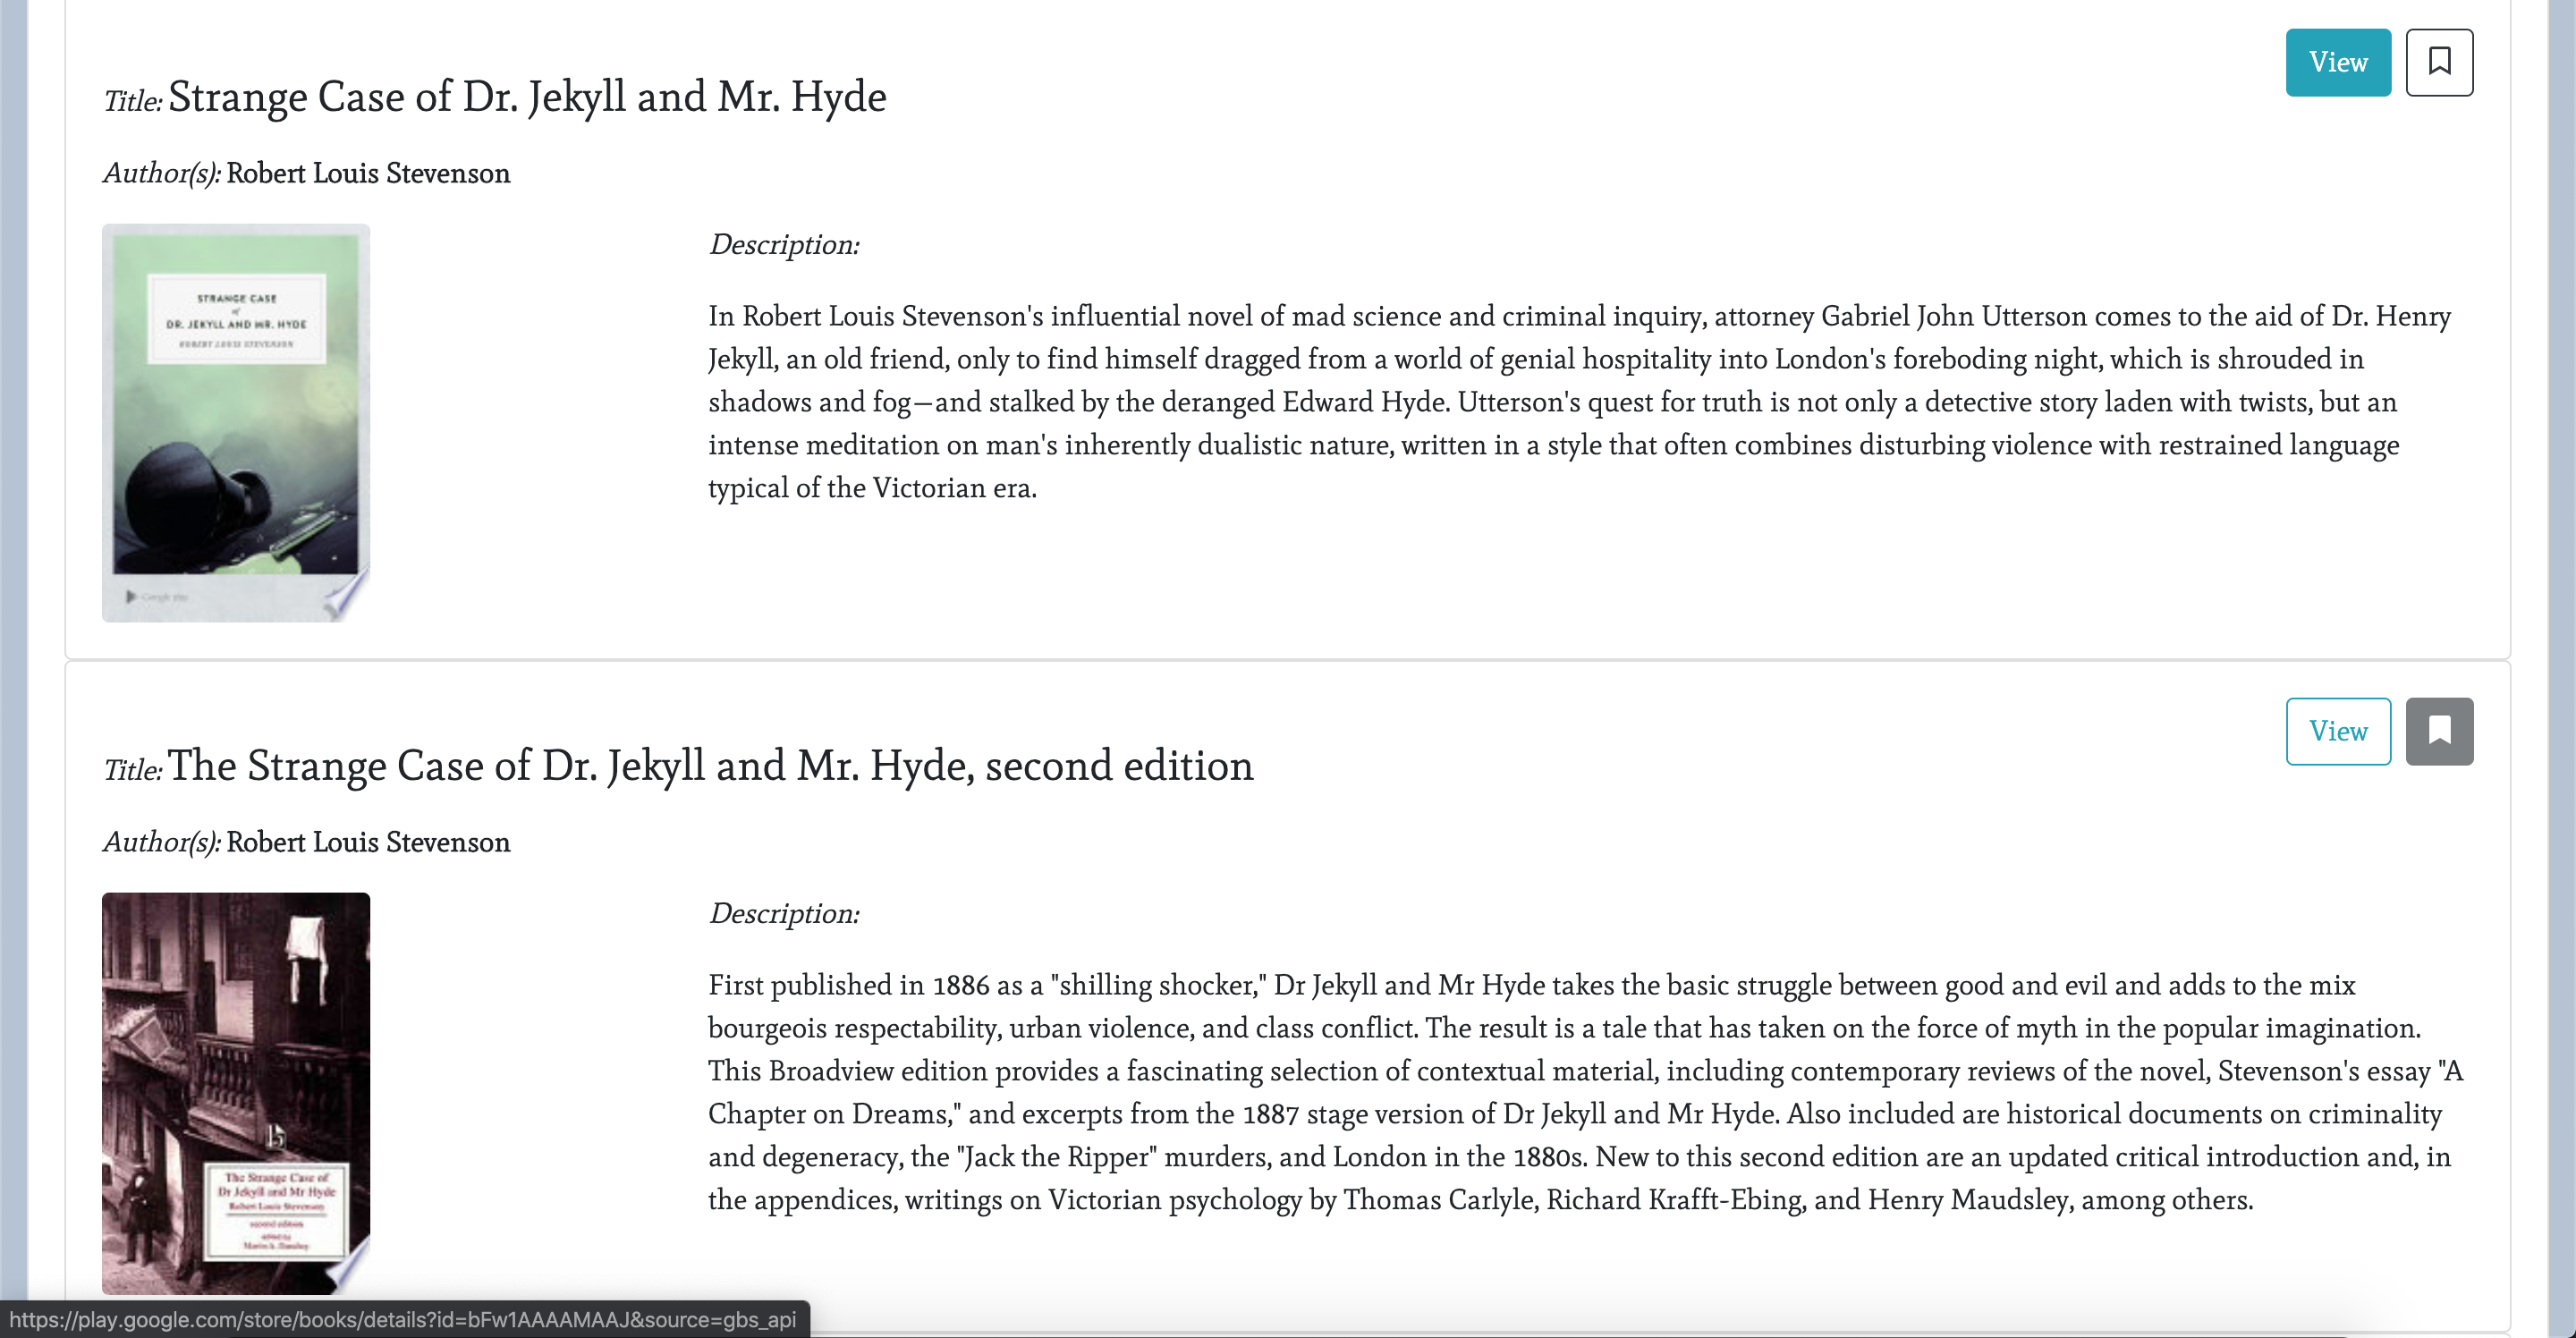 View
Title: Strange Case of Dr. Jekyll and Mr. Hyde
Author(s): Robert Louis Stevenson
STRANGE CASE
of
DR. JEKYLL AND MR. HYDE
ROBERT LOUIS STEVENSON
Google play
Description:
In Robert Louis Stevenson's influential novel of mad science and criminal inquiry, attorney Gabriel John Utterson comes to the aid of Dr. Henry
Jekyll, an old friend, only to find himself dragged from a world of genial hospitality into London's foreboding night, which is shrouded in
shadows and fog—and stalked by the deranged Edward Hyde. Utterson's quest for truth is not only a detective story laden with twists, but an
intense meditation on man's inherently dualistic nature, written in a style that often combines disturbing violence with restrained language
typical of the Victorian era.
View
Title: The Strange Case of Dr. Jekyll and Mr. Hyde, second edition
Author(s): Robert Louis Stevenson
The Strange Case of
Dr Jekyll and Mr Hyde
Robert Louis Stevenson
second edition
edited by
Description:
First published in 1886 as a "shilling shocker," Dr Jekyll and Mr Hyde takes the basic struggle between good and evil and adds to the mix
bourgeois respectability, urban violence, and class conflict. The result is a tale that has taken on the force of myth in the popular imagination.
This Broadview edition provides a fascinating selection of contextual material, including contemporary reviews of the novel, Stevenson's essay "A
Chapter on Dreams," and excerpts from the 1887 stage version of Dr Jekyll and Mr Hyde. Also included are historical documents on criminality
and degeneracy, the "Jack the Ripper" murders, and London in the 1880s. New to this second edition are an updated critical introduction and, in
the appendices, writings on Victorian psychology by Thomas Carlyle, Richard Krafft-Ebing, and Henry Maudsley, among others.
https://play.google.com/store/books/details?id=bFw1AAAAMAAJ&source=gbs_api